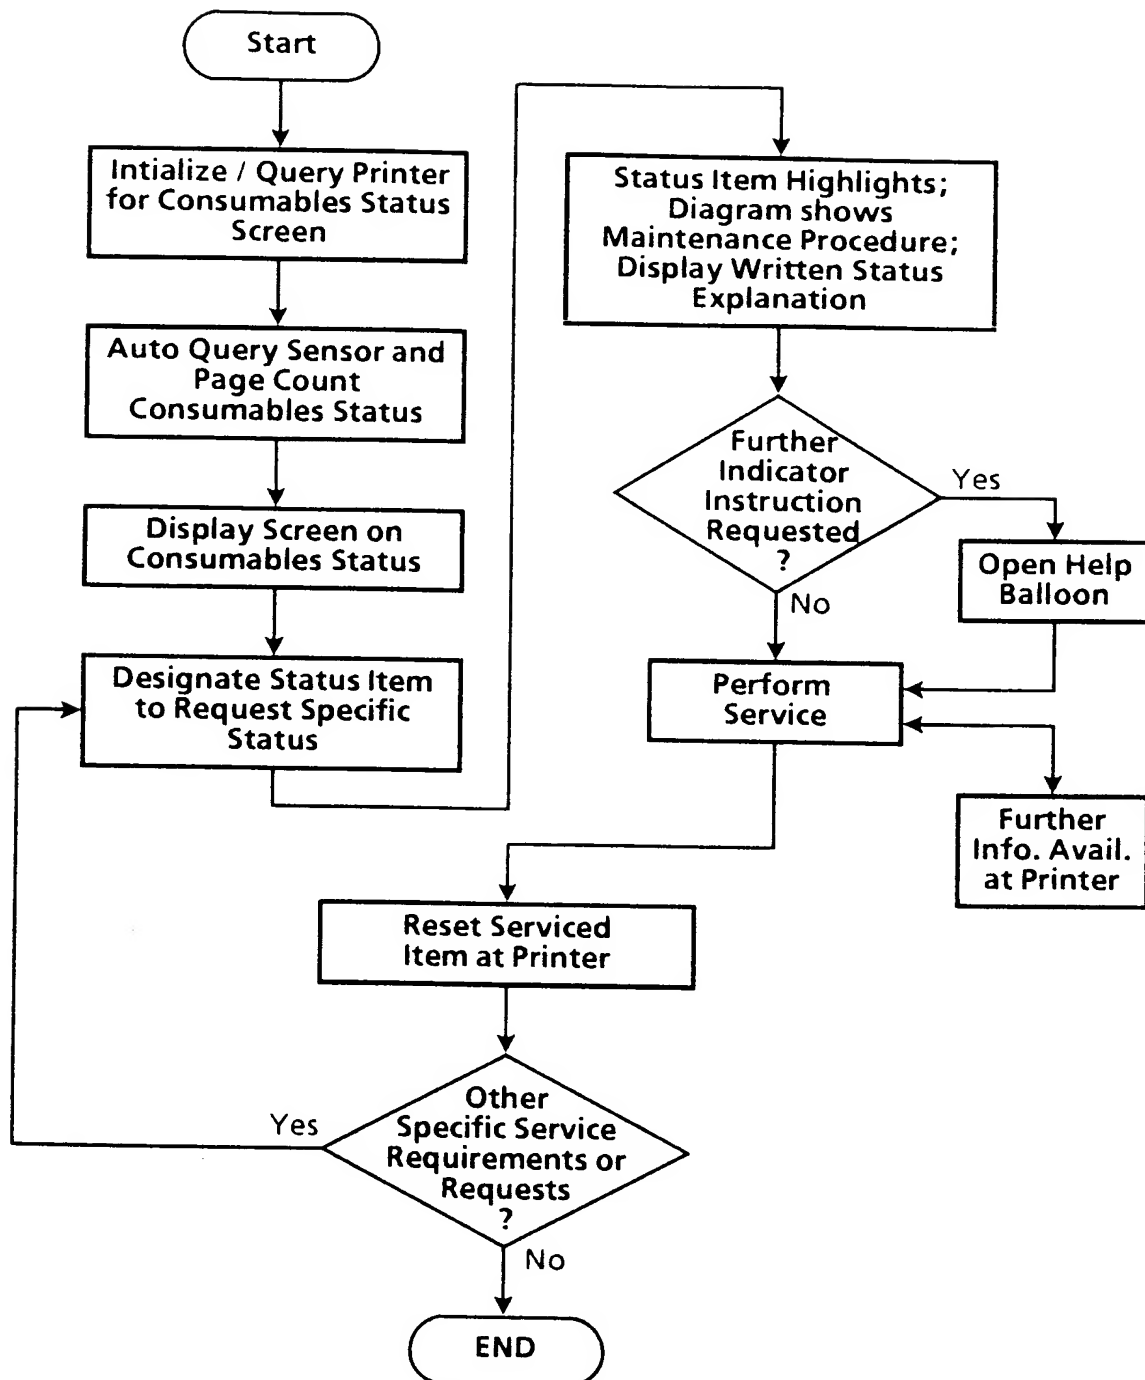 Start
Intialize / Query Printer
for Consumables Status
Screen
Auto Query Sensor and
Page Count
Consumables Status
Display Screen on
Consumables Status
Designate Status Item
to Request Specific
Status
Status Item Highlights;
Diagram shows
Maintenance Procedure;
Display Written Status
Explanation
Further
Indicator
Instruction
Requested
?
Yes
No
Open Help
Balloon
Perform
Service
Further
Info. Avail.
at Printer
Reset Serviced
Item at Printer
Other
Specific Service
Requirements or
Requests
?
Yes
No
END